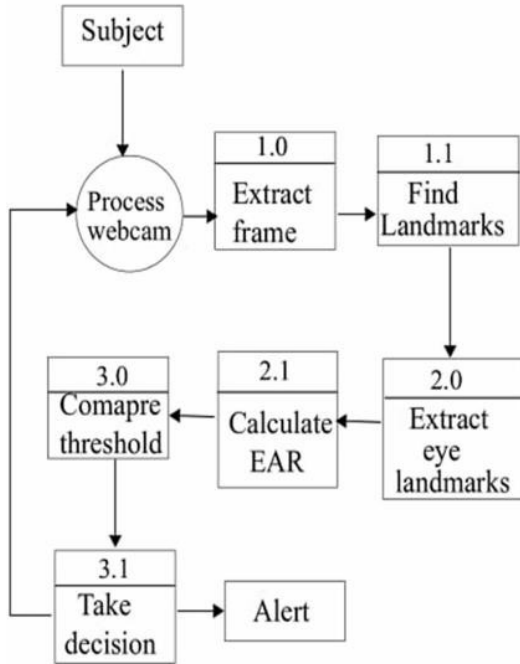 Subject
Process
webcam
1.0
Extract
frame
1.1
Find
Landmarks
2.0
Extract
eye
landmarks
2.1
Calculate
EAR
3.0
Comapre
threshold
3.1
Take
decision
Alert